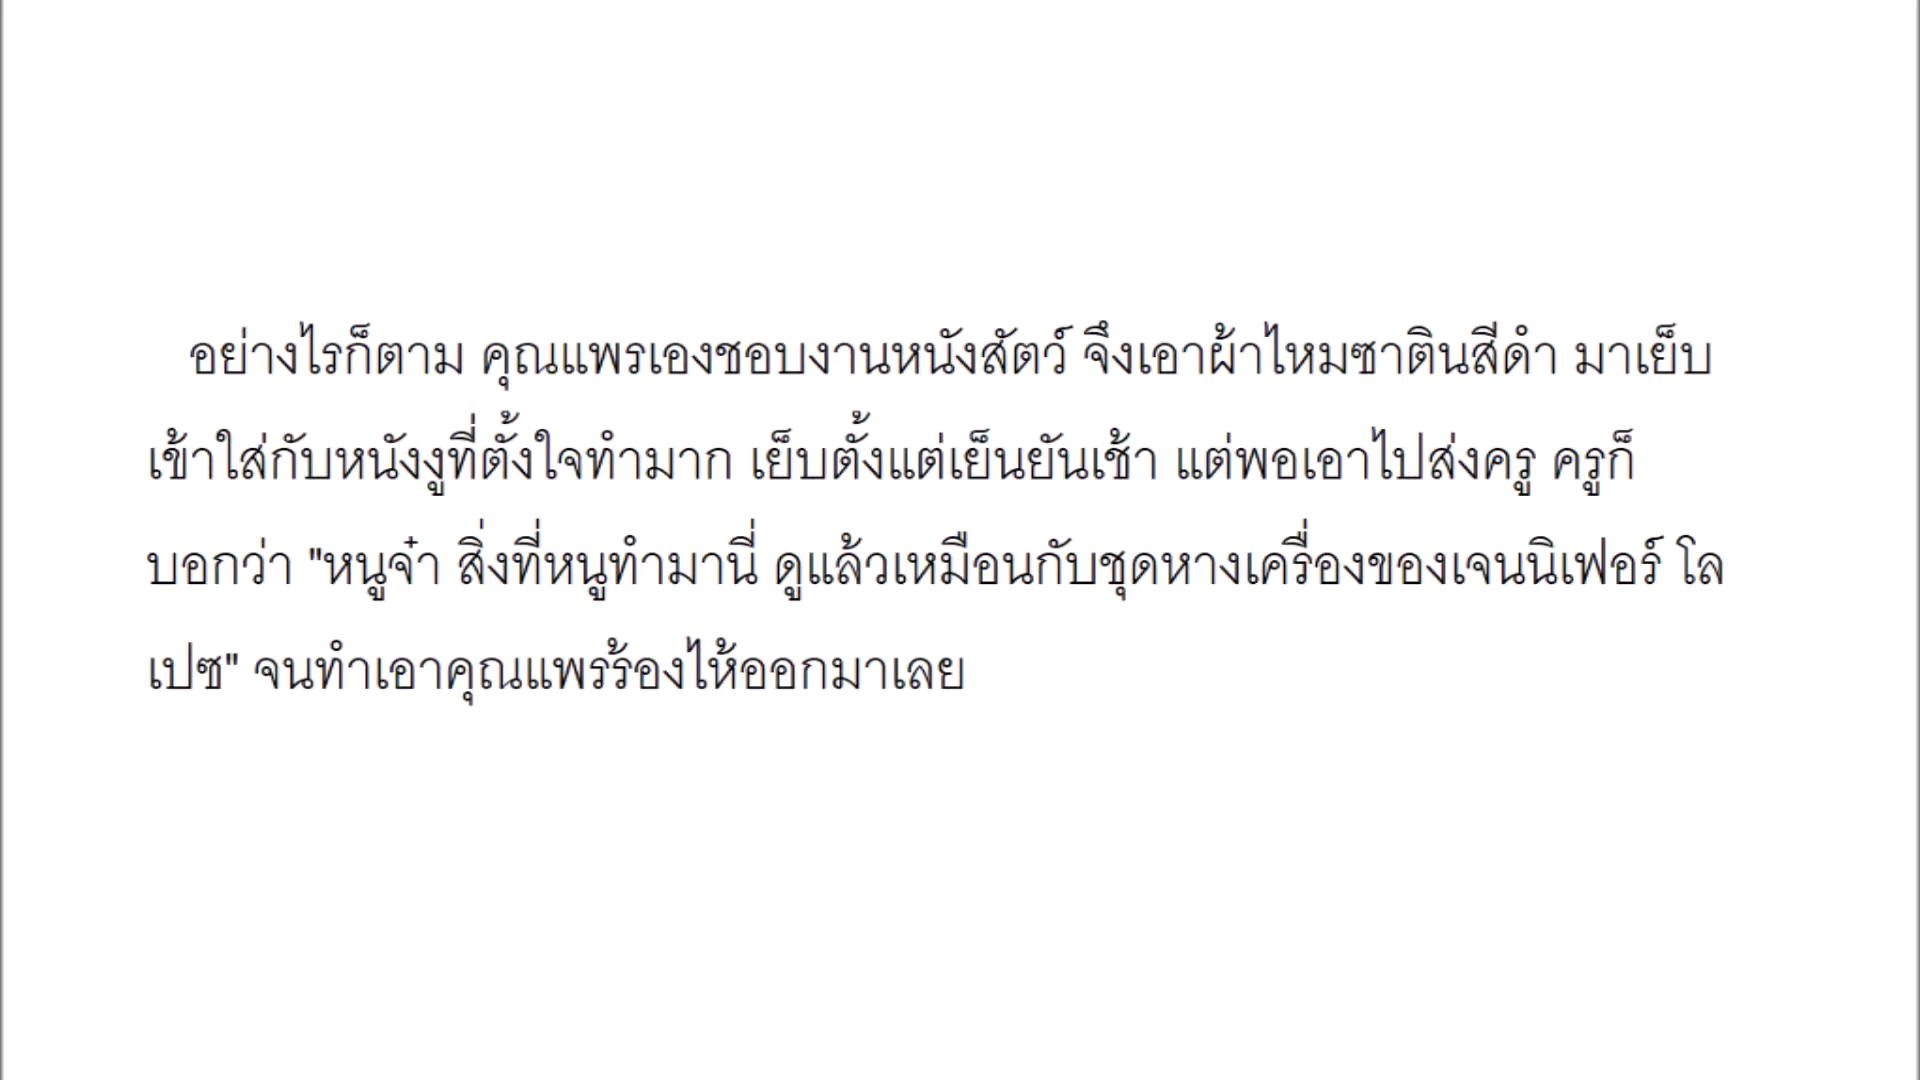 อย่างไรก็ตาม คุณแพรเองชอบงานหนังสัตว์ จึงเอาผ้าไหมซาตินสีดำ มาเย็บ
เข้าใส่กับหนังงูที่ตั้งใจทำมาก เย็บตั้งแต่เย็นยันเช้า แต่พอเอาไปส่งครู ครูก็
บอกว่า "หนูจ๋า สิ่งที่หนูทำมานี่ ดูแล้วเหมือนกับชุดหางเครื่องของเจนนิเฟอร์ โล
เปซ" จนทำเอาคุณแพรร้องไห้ออกมาเลย